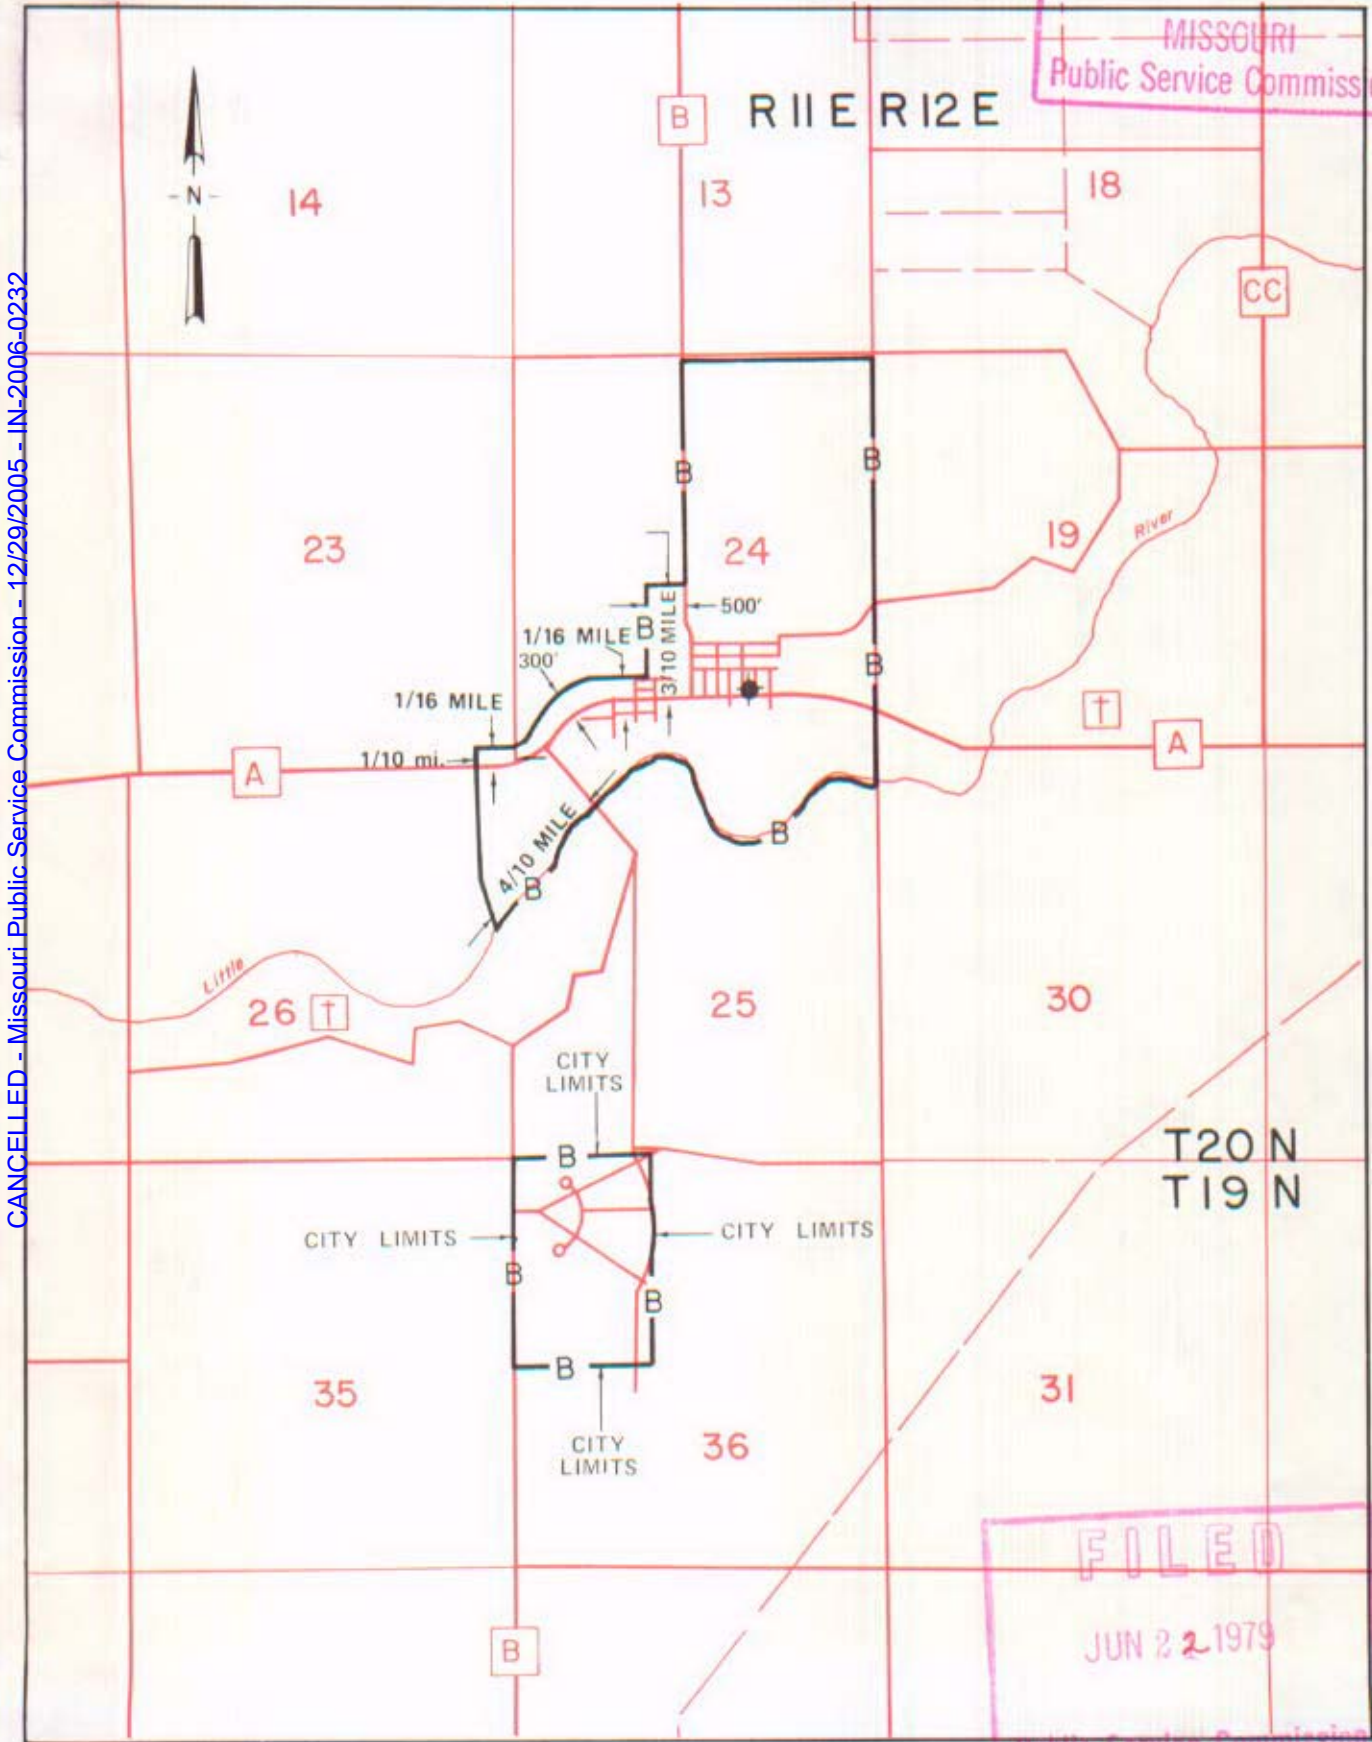 MISSOURI
Public Service Commissi
R11E R12E
B
13
18
14
- N -
CC
CANCELLED - Missouri Public Service Commission - 12/29/2005 - IN-2006-0232
B
B
23
24
19
River
500'
3/10 MILE
B
1/16 MILE
300'
B
1/16 MILE
†
A
1/10 mi.
A
4/10 MILE
B
B
Little
26
†
25
30
CITY
LIMITS
T20 N
T19 N
B
CITY LIMITS
CITY LIMITS
B
B
B
35
31
CITY
LIMITS
36
FILED
JUN 22 1979
B